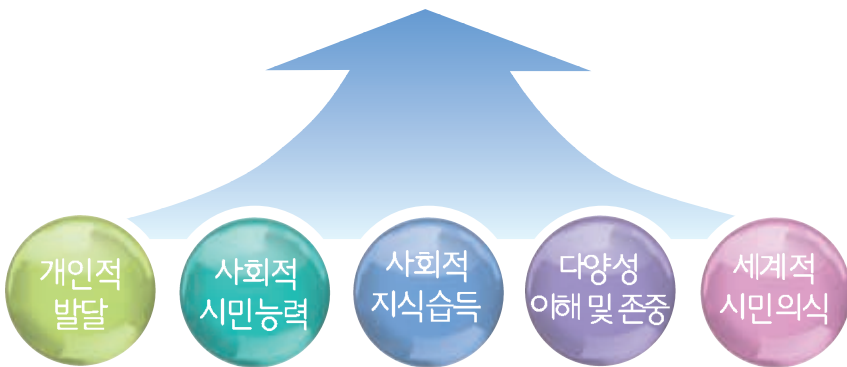 개인적
발달
사회적
시민능력
사회적
지식습득
다양성
이해 및 존중
세계적
시민의식